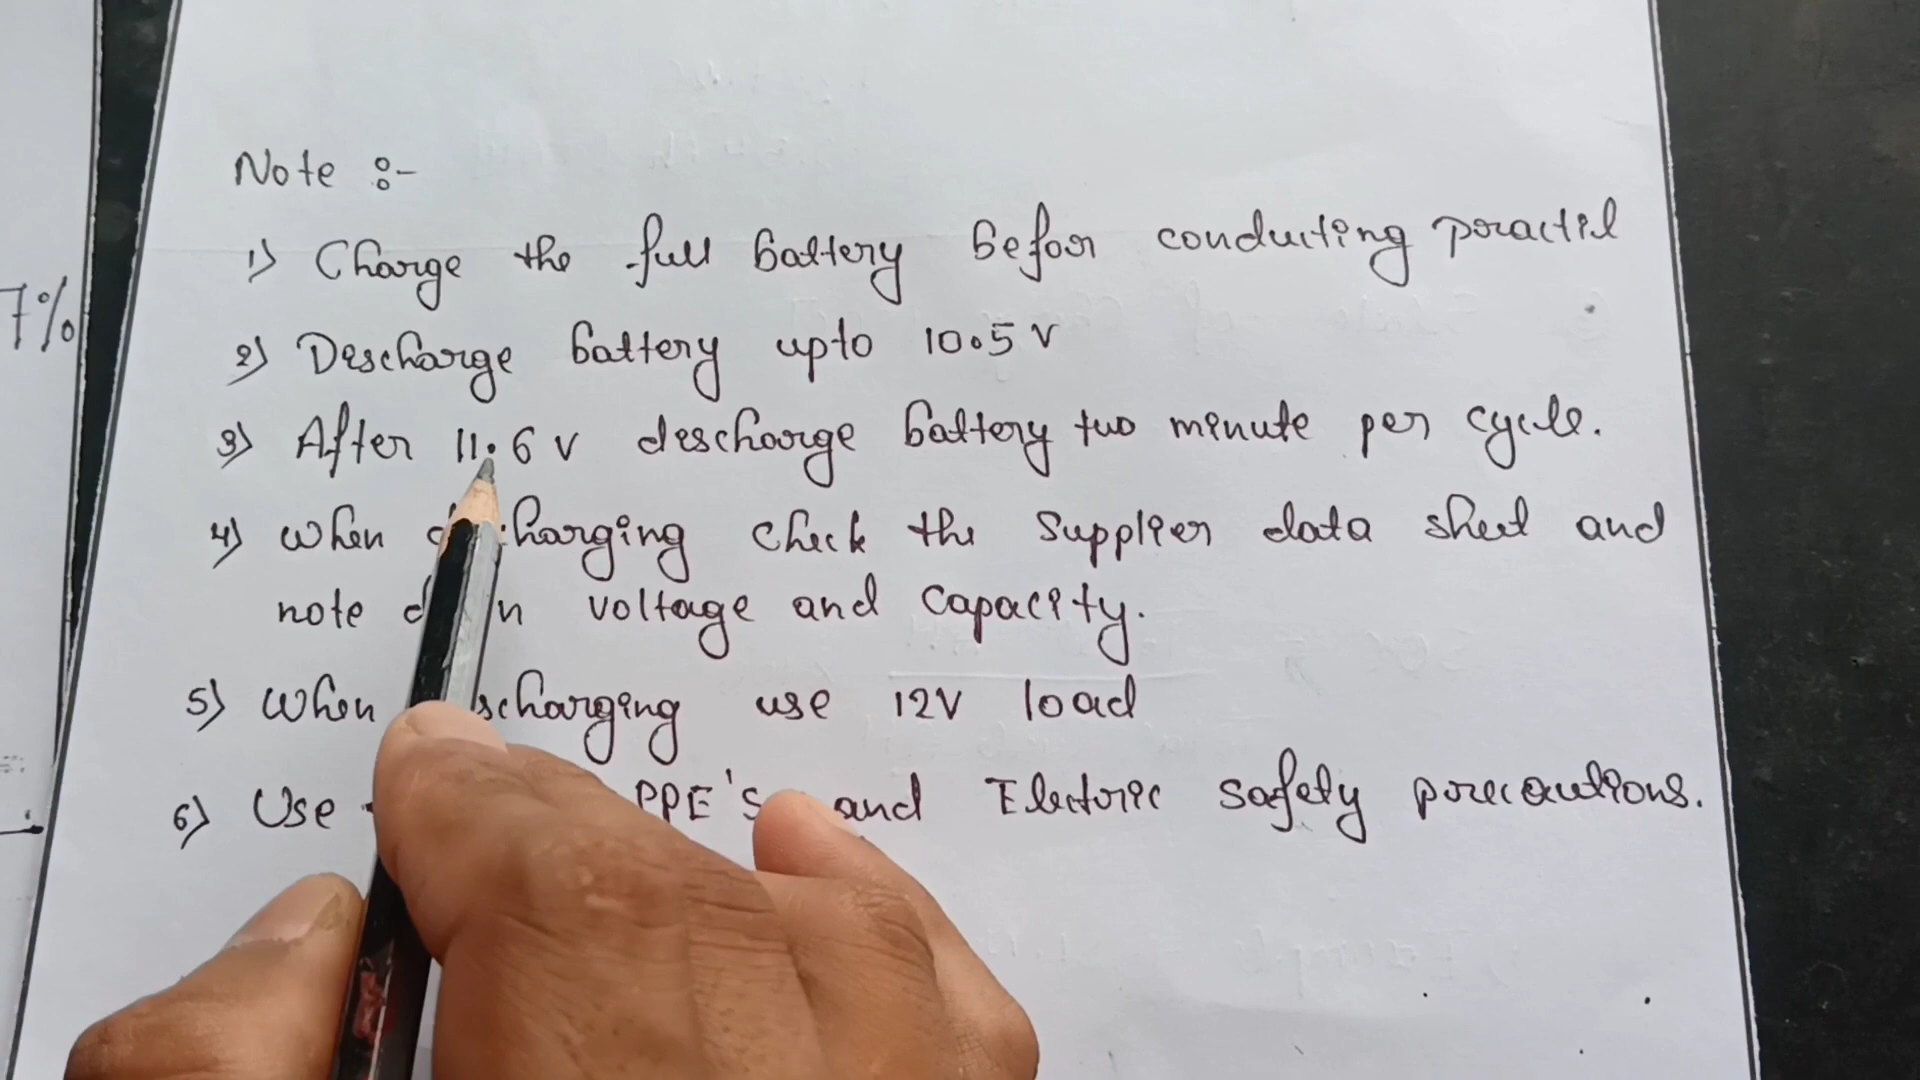 7%
Note :-
1) Charge the full battery befor conducting practicl
2) Descharge battery upto 10.5 V
3) After 11.6 v descharge battery two minute per cycle.
4) when charging check the supplier data sheet and
note voltage and capacity.
5) when use 12V load
6) Use PPE's and Electric safety precautions.